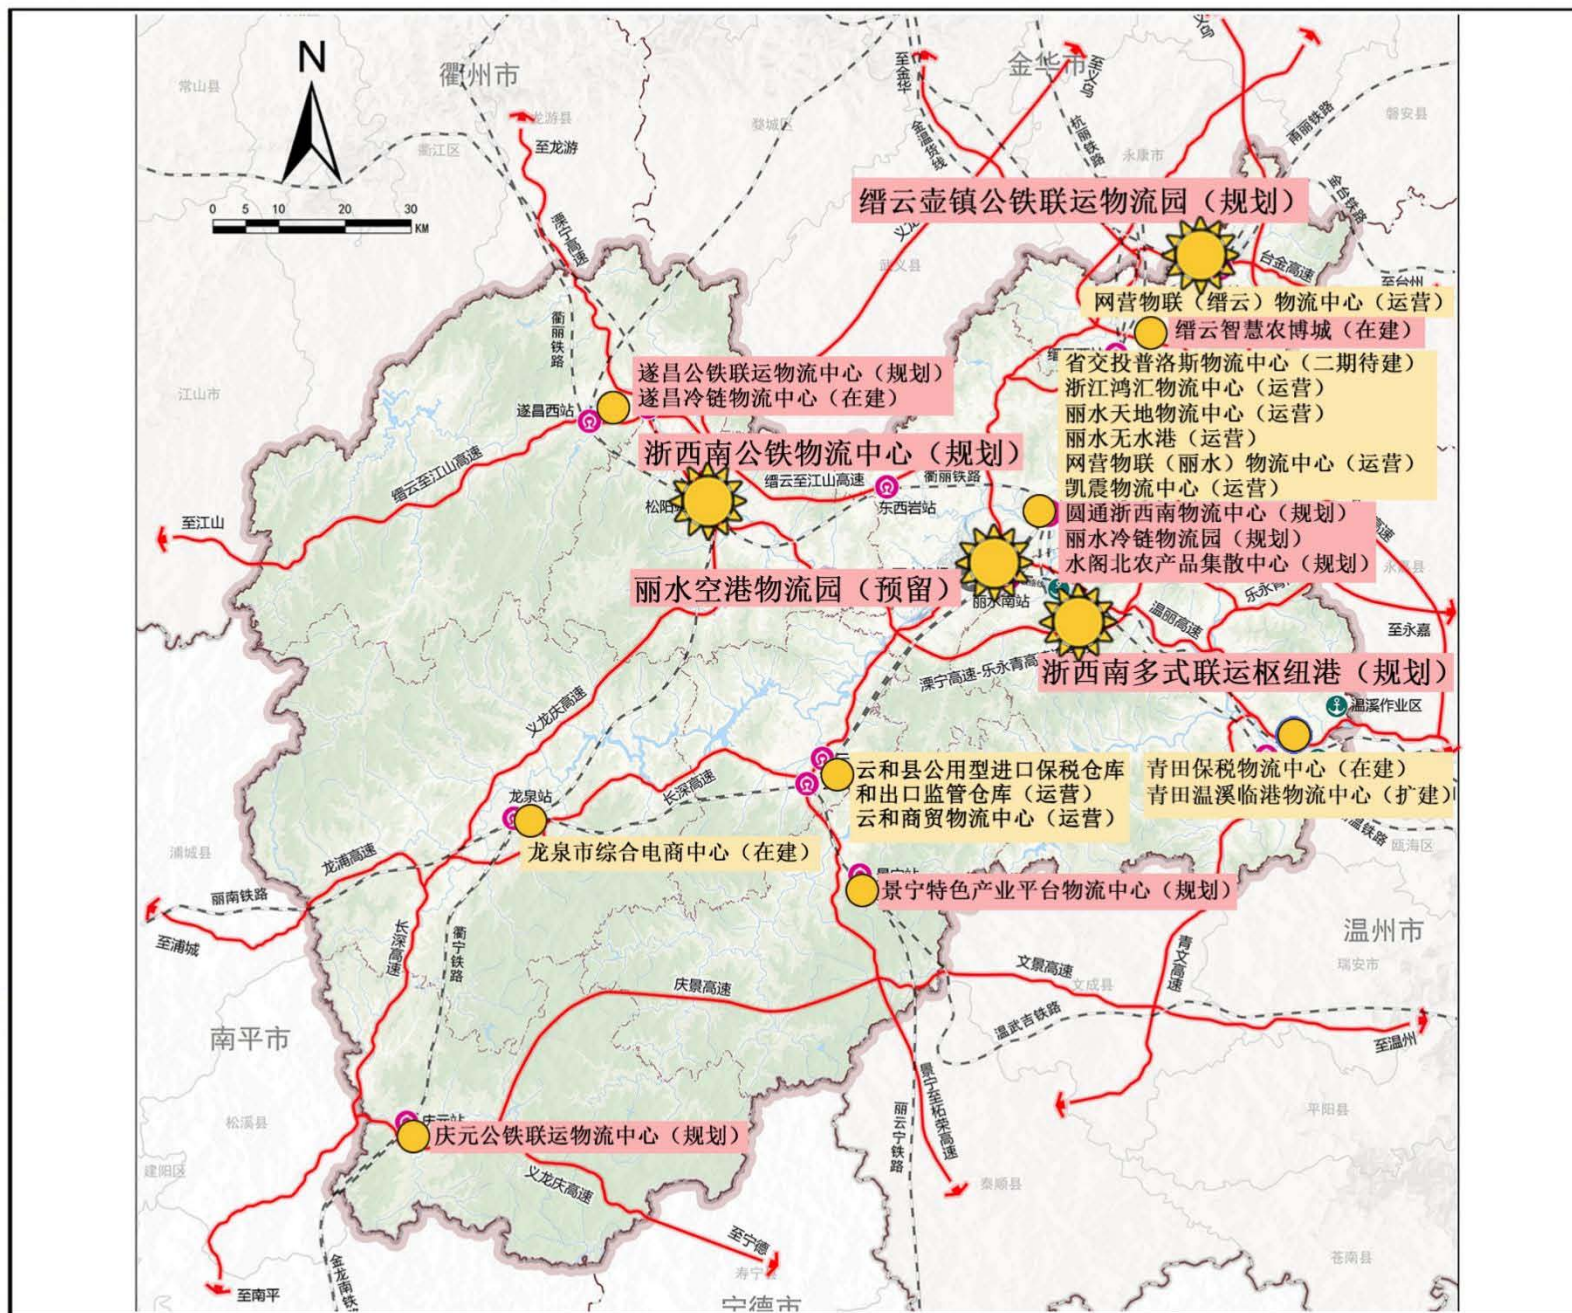 N
衢州市
金华市
常山县
龙游县
衢江区
婺城区
磐安县
永康市
武义县
江山市
至龙游
至金华
至义乌
义乌
金温货线
杭丽铁路
甬丽铁路
金台铁路
0 5 10 20 30
KM
溧宁高速
缙云壶镇公铁联运物流园（规划）
台金高速
至台州
网营物联（缙云）物流中心（运营）
缙云智慧农博城（在建）
衢丽铁路
遂昌公铁联运物流中心（规划）
遂昌冷链物流中心（在建）
遂昌西站
省交投普洛斯物流中心（二期待建）
浙江鸿汇物流中心（运营）
丽水天地物流中心（运营）
丽水无水港（运营）
网营物联（丽水）物流中心（运营）
凯震物流中心（运营）
浙西南公铁物流中心（规划）
缙云至江山高速
缙云至江山高速
衢丽铁路
东西岩站
松阳
至江山
圆通浙西南物流中心（规划）
丽水冷链物流园（规划）
水阁北农产品集散中心（规划）
高速
永嘉县
丽水空港物流园（预留）
丽水南站
温丽高速
乐永青高
至永嘉
溧宁高速-乐永青高
浙西南多式联运枢纽港（规划）
温溪作业区
义龙庆高速
云和县公用型进口保税仓库
和出口监管仓库（运营）
云和商贸物流中心（运营）
青田保税物流中心（在建）
青田温溪临港物流中心（扩建）
温铁路
瓯海区
长深高速
龙泉站
龙泉市综合电商中心（在建）
浦城县
龙浦高速
丽南铁路
至浦城
景宁站
景宁特色产业平台物流中心（规划）
长深高速
衢宁铁路
温州市
瑞安市
青文高速
文景高速
文成县
庆景高速
温武吉铁路
至温州
南平市
松溪县
建阳区
景宁至柘荣高速
丽云宁铁路
平阳县
泰顺县
苍南县
庆元站
庆元公铁联运物流中心（规划）
义龙庆高速
至宁德
寿宁县
宁德市
至南平
金龙南铁